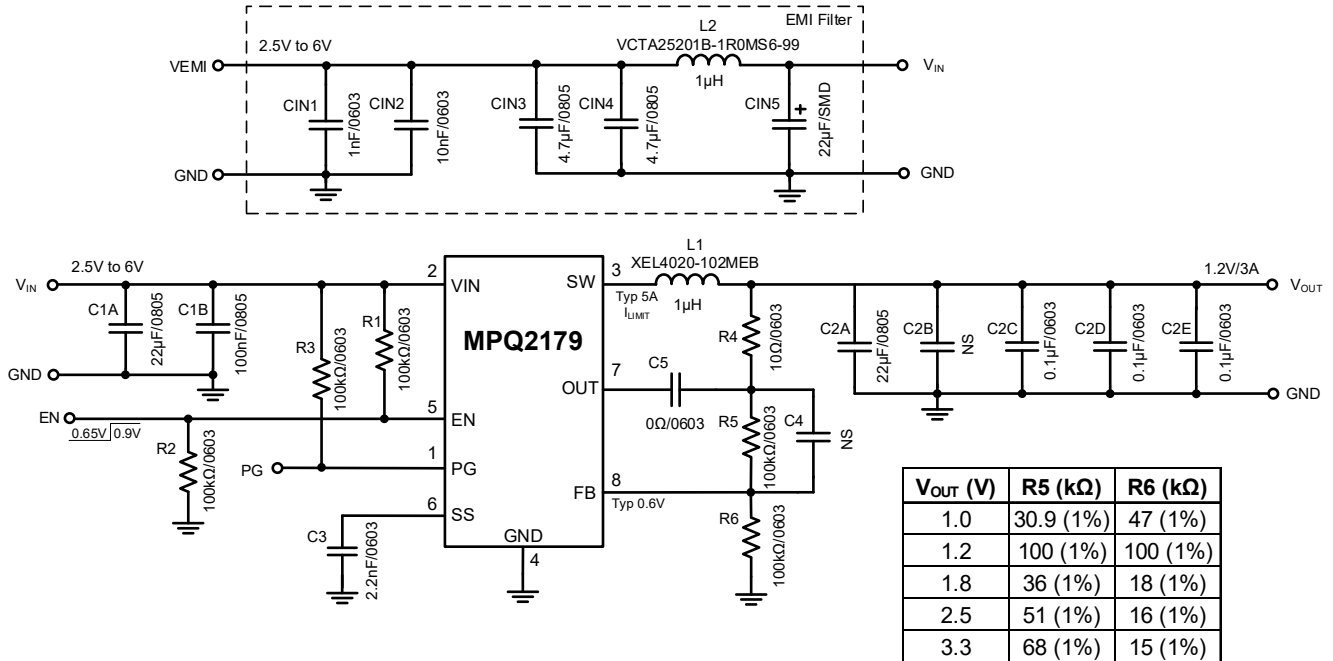 EMI Filter
L2
VCTA25201B-1R0MS6-99
1µH
2.5V to 6V
VEMI
V_IN
CIN1
1nF/0603
CIN2
10nF/0603
CIN3
4.7µF/0805
CIN4
4.7µF/0805
CIN5
+
22µF/SMD
GND
GND
V_IN
2.5V to 6V
C1A
22µF/0805
C1B
100nF/0805
GND
R3
100kΩ/0603
R1
100kΩ/0603
EN
0.65V 0.9V
R2
100kΩ/0603
PG
C3
2.2nF/0603
2
VIN
MPQ2179
5
EN
1
PG
6
SS
GND
4
SW
3
Typ 5A
I_LIMIT
OUT
7
FB
8
Typ 0.6V
L1
XEL4020-102MEB
1µH
R4
10Ω/0603
C5
0Ω/0603
R5
100kΩ/0603
C4
NS
R6
100kΩ/0603
C2A
22µF/0805
C2B
NS
C2C
0.1µF/0603
C2D
0.1µF/0603
C2E
0.1µF/0603
1.2V/3A
V_OUT
GND
V_OUT (V) R5 (kΩ) R6 (kΩ)
1.0 30.9 (1%) 47 (1%)
1.2 100 (1%) 100 (1%)
1.8 36 (1%) 18 (1%)
2.5 51 (1%) 16 (1%)
3.3 68 (1%) 15 (1%)